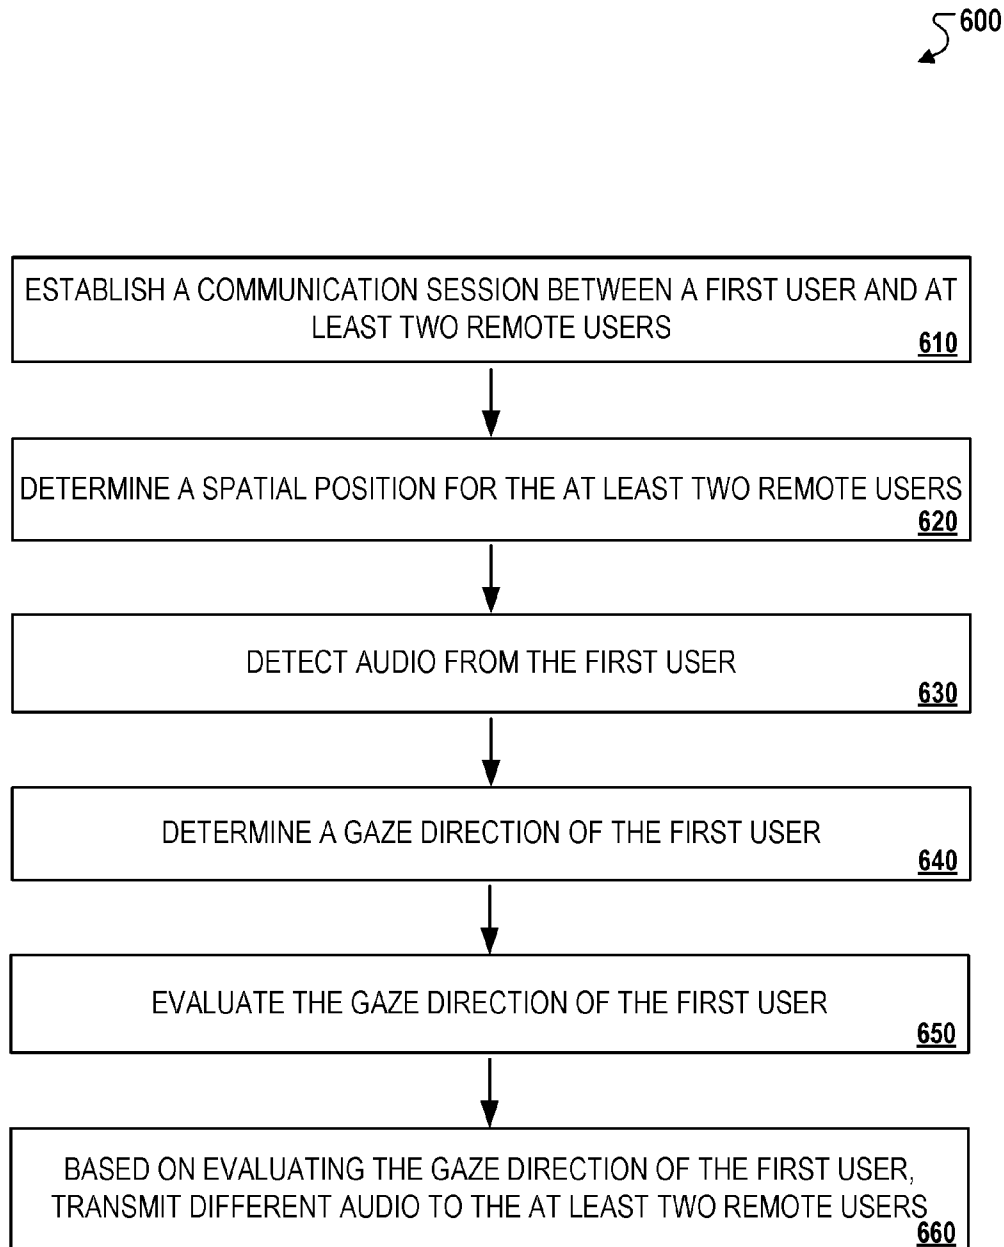 600
ESTABLISH A COMMUNICATION SESSION BETWEEN A FIRST USER AND AT
LEAST TWO REMOTE USERS
610
DETERMINE A SPATIAL POSITION FOR THE AT LEAST TWO REMOTE USERS
620
DETECT AUDIO FROM THE FIRST USER
630
DETERMINE A GAZE DIRECTION OF THE FIRST USER
640
EVALUATE THE GAZE DIRECTION OF THE FIRST USER
650
BASED ON EVALUATING THE GAZE DIRECTION OF THE FIRST USER,
TRANSMIT DIFFERENT AUDIO TO THE AT LEAST TWO REMOTE USERS
660